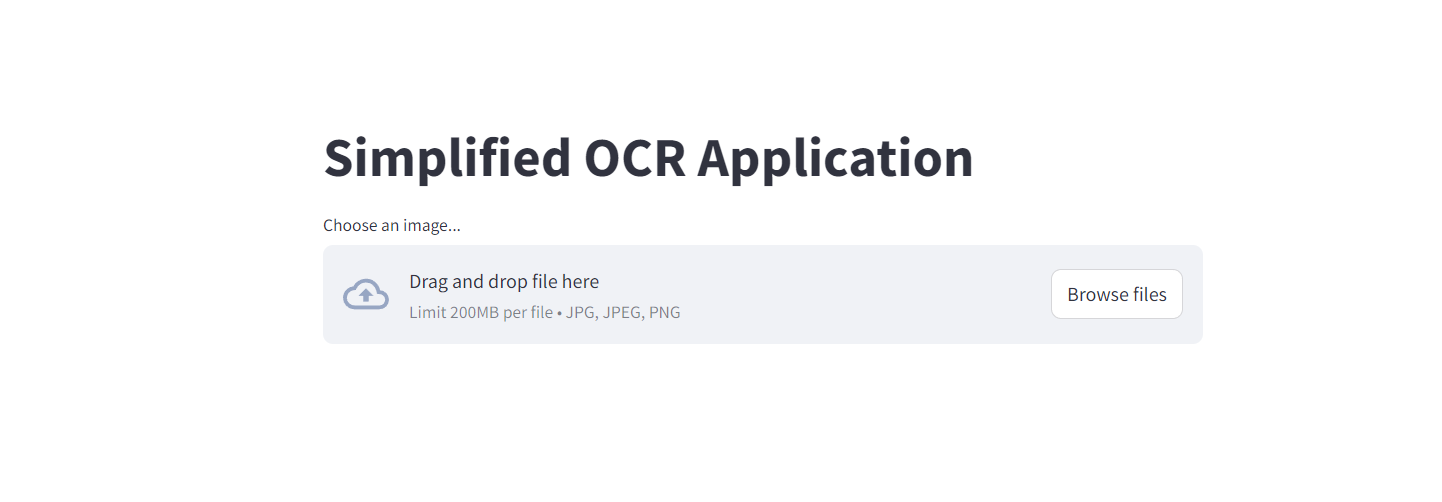 Simplified OCR Application
Choose an image...
Drag and drop file here
Limit 200MB per file • JPG, JPEG, PNG
Browse files